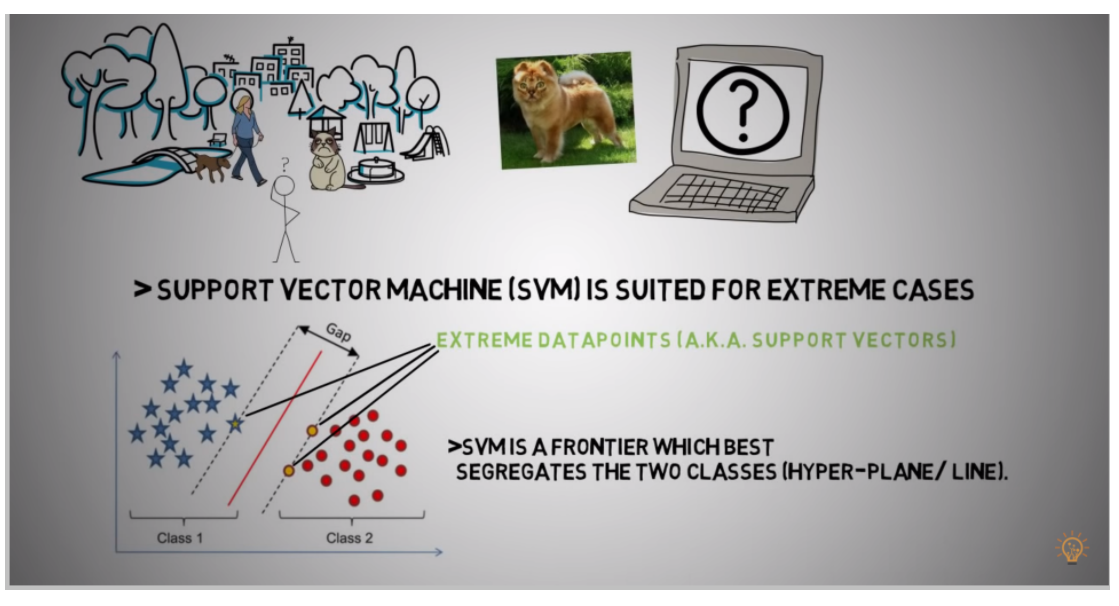 ?
?
> SUPPORT VECTOR MACHINE (SVM) IS SUITED FOR EXTREME CASES
Gap
EXTREME DATAPOINTS (A.K.A. SUPPORT VECTORS)
>SVM IS A FRONTIER WHICH BEST
SEGREGATES THE TWO CLASSES (HYPER-PLANE/ LINE).
Class 1
Class 2